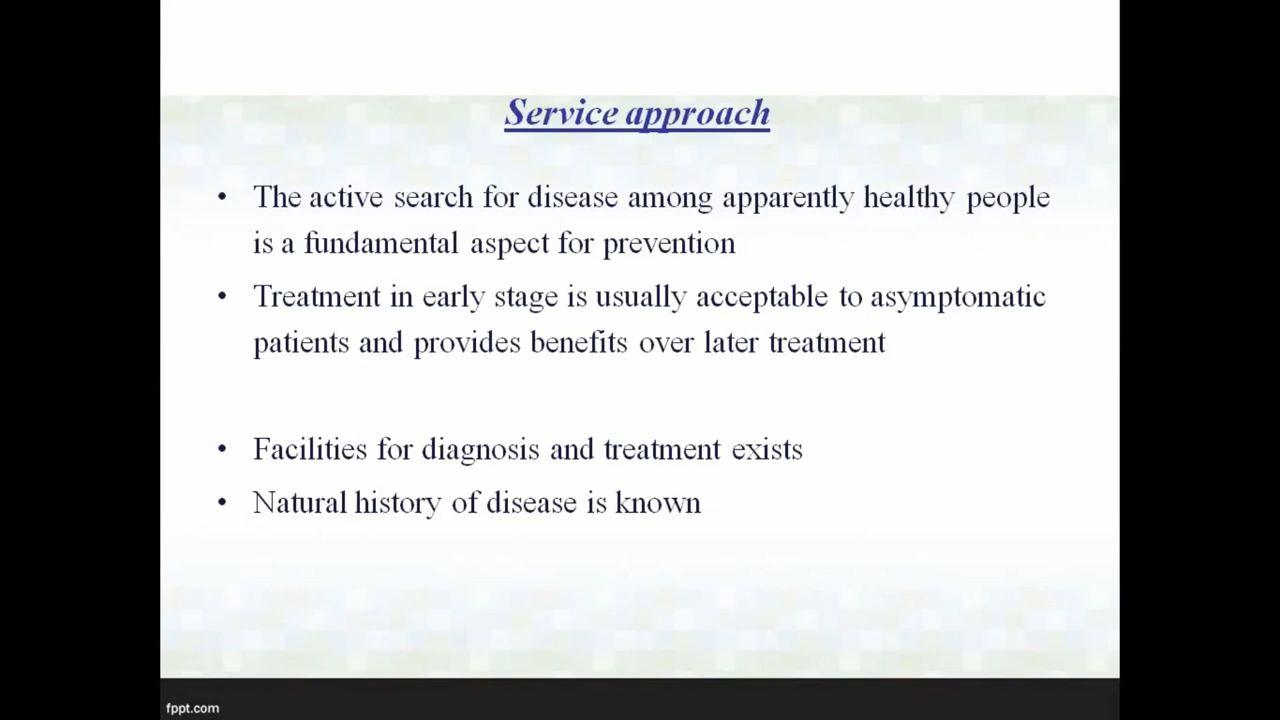 Service approach
• The active search for disease among apparently healthy people
is a fundamental aspect for prevention
• Treatment in early stage is usually acceptable to asymptomatic
patients and provides benefits over later treatment
• Facilities for diagnosis and treatment exists
• Natural history of disease is known
fppt.com